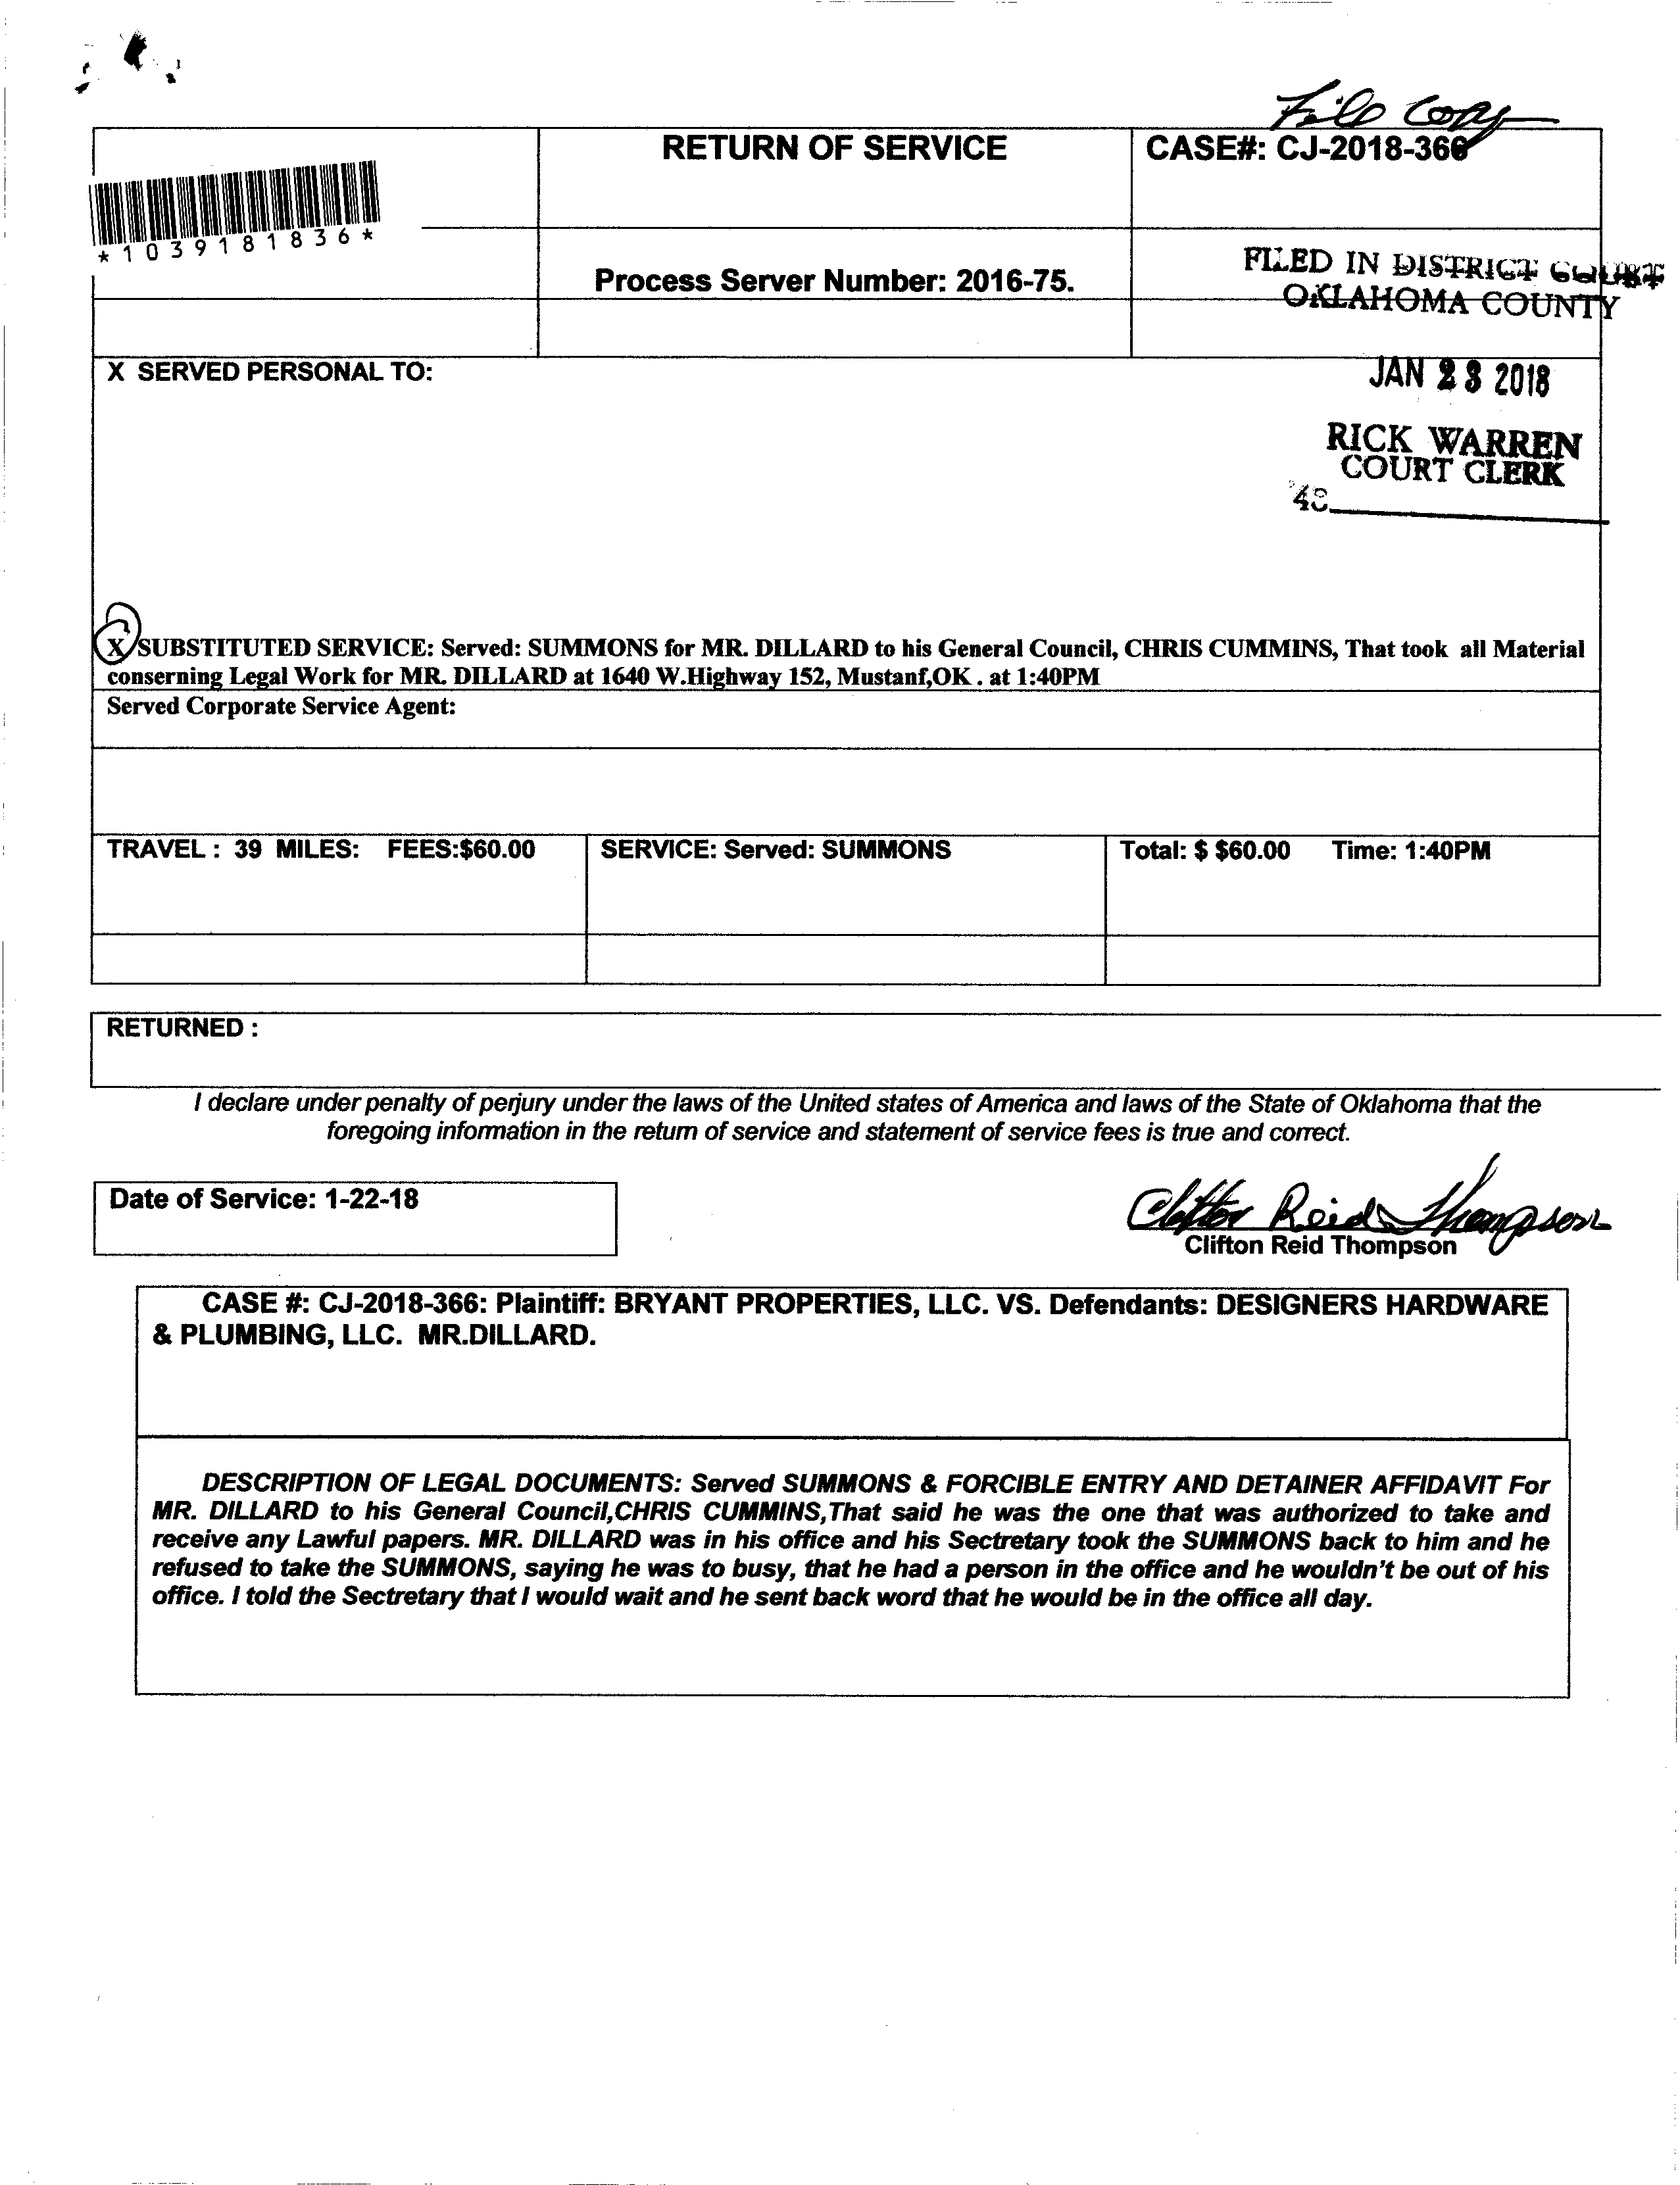 File Copy
RETURN OF SERVICE
CASE#: CJ-2018-366
*1039181836*
Process Server Number: 2016-75.
FILED IN DISTRICT COURT
OKLAHOMA COUNTY
X SERVED PERSONAL TO:
JAN 23 2018
RICK WARREN
COURT CLERK
X SUBSTITUTED SERVICE: Served: SUMMONS for MR. DILLARD to his General Council, CHRIS CUMMINS, That took all Material
conserning Legal Work for MR. DILLARD at 1640 W.Highway 152, Mustanf,OK . at 1:40PM
Served Corporate Service Agent:
TRAVEL : 39 MILES: FEES:$60.00
SERVICE: Served: SUMMONS
Total: $ $60.00 Time: 1:40PM
RETURNED :
I declare under penalty of perjury under the laws of the United states of America and laws of the State of Oklahoma that the
foregoing information in the return of service and statement of service fees is true and correct.
Date of Service: 1-22-18
Clifton Reid Thompson
Clifton Reid Thompson
CASE #: CJ-2018-366: Plaintiff: BRYANT PROPERTIES, LLC. VS. Defendants: DESIGNERS HARDWARE
& PLUMBING, LLC. MR.DILLARD.
DESCRIPTION OF LEGAL DOCUMENTS: Served SUMMONS & FORCIBLE ENTRY AND DETAINER AFFIDAVIT For
MR. DILLARD to his General Council,CHRIS CUMMINS,That said he was the one that was authorized to take and
receive any Lawful papers. MR. DILLARD was in his office and his Sectretary took the SUMMONS back to him and he
refused to take the SUMMONS, saying he was to busy, that he had a person in the office and he wouldn't be out of his
office. I told the Sectretary that I would wait and he sent back word that he would be in the office all day.